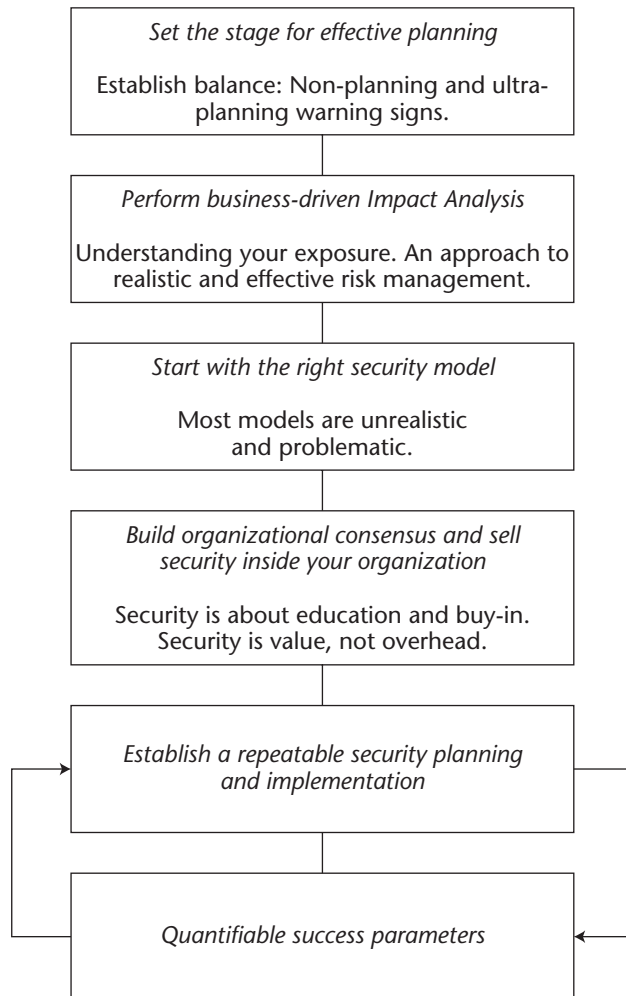 Set the stage for effective planning
Establish balance: Non-planning and ultra-
planning warning signs.
Perform business-driven Impact Analysis
Understanding your exposure. An approach to
realistic and effective risk management.
Start with the right security model
Most models are unrealistic
and problematic.
Build organizational consensus and sell
security inside your organization
Security is about education and buy-in.
Security is value, not overhead.
Establish a repeatable security planning
and implementation
Quantifiable success parameters